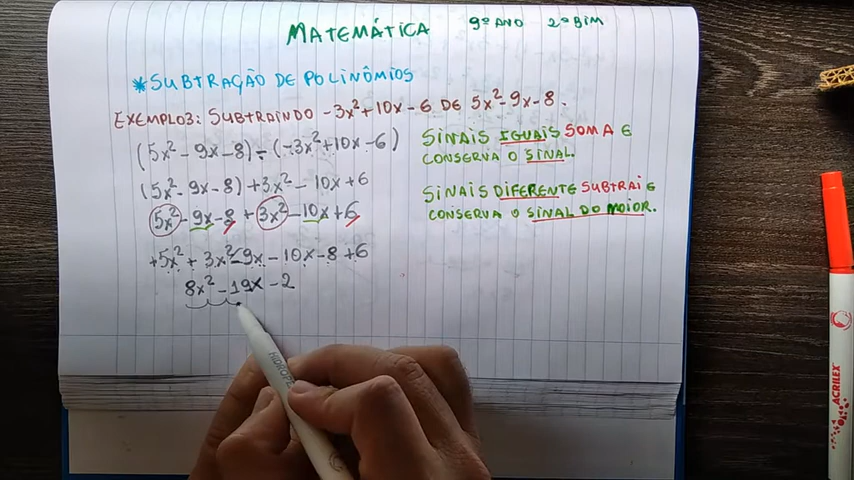 MATEMÁTICA 9º ANO 2º BIM
*SUBTRAÇÃO DE POLINÔMIOS
EXEMPLO3: SUBTRAINDO -3x²+10x-6 DE 5x²-9x-8.
(5x²-9x-8)-(-3x²+10x-6)
(5x²-9x-8)+3x²-10x+6
5x²-9x-8+3x²-10x+6
+5x²+3x²-9x-10x-8+6
8x²-19x-2
SINAIS IGUAIS SOMA E
CONSERVA O SINAL.
SINAIS DIFERENTE SUBTRAI E
CONSERVA O SINAL DO MOIOR.
HIDROPE
ACRILEX